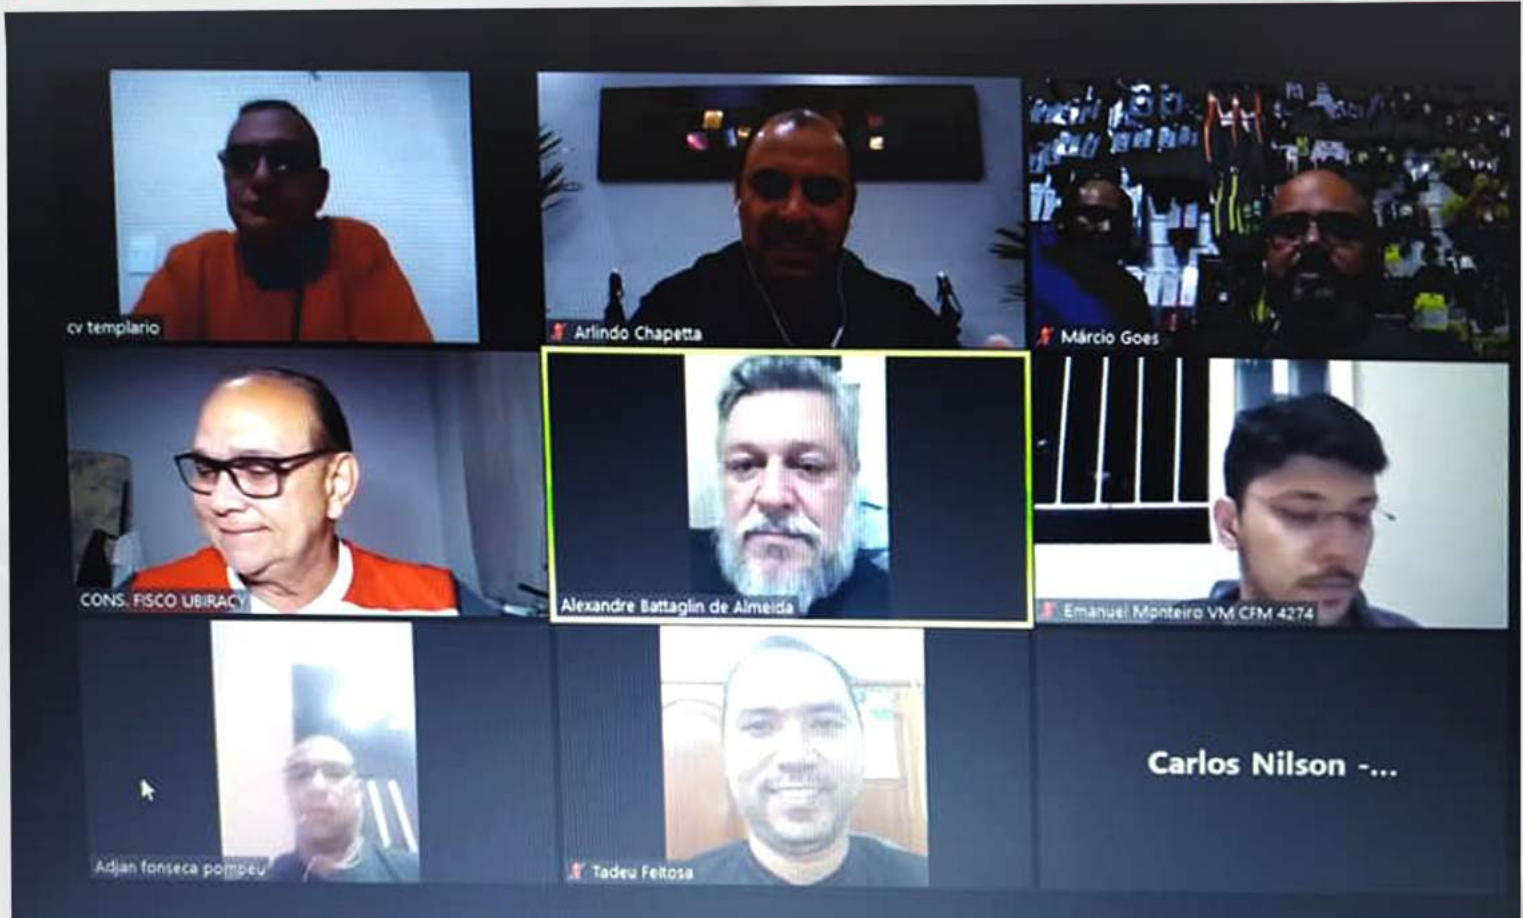 cv templario
Arlindo Chapetta
Márcio Goes
CONS. FISCO UBIRACY
Alexandre Battaglin de Almeida
Emanuel Monteiro VM CFM 4274
Adjan fonseca pompeu
Tadeu Feitosa
Carlos Nilson -...